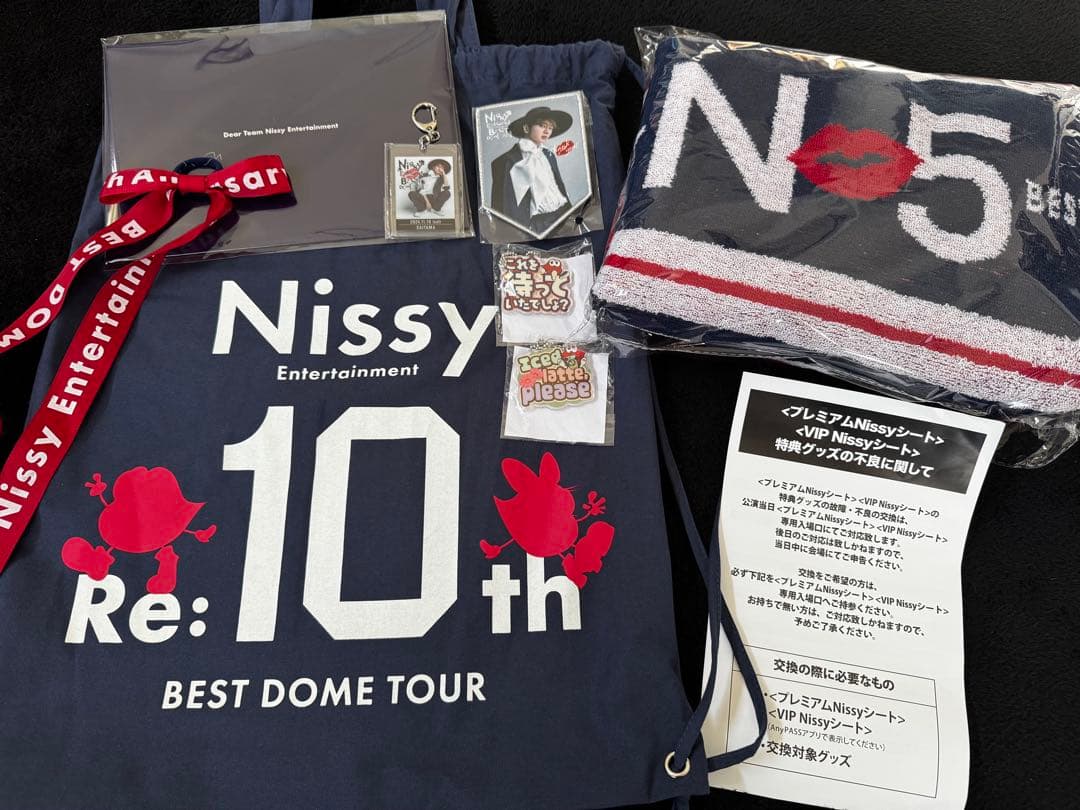 Dear Team Nissy Entertainment
Nissy
2024.11.10 (sun)
SAITAMA
N 5
BES
これを
待って
いたでしょ?
Iced
latte,
please
BEST DOM
Nissy Entertainm
Nissy
Entertainment
Re: 10th
BEST DOME TOUR
<プレミアムNissyシート>
<VIP Nissyシート>
特典グッズの不良に関して
<プレミアムNissyシート><VIP Nissyシート>の
特典グッズの故障・不良の交換は、
公演当日<プレミアムNissyシート><VIP Nissyシート>
専用入場口にてご対応致します。
後日のご対応は致しかねますので、
当日中に会場にてご申告ください。
交換をご希望の方は、
必ず下記を<プレミアムNissyシート><VIP Nissyシート>
専用入場口へご持参ください。
お持ちで無い方は、ご対応致しかねますので、
予めご了承ください。
交換の際に必要なもの
・<プレミアムNissyシート>
<VIP Nissyシート>
(AnyPASSアプリで表示してください)
・交換対象グッズ